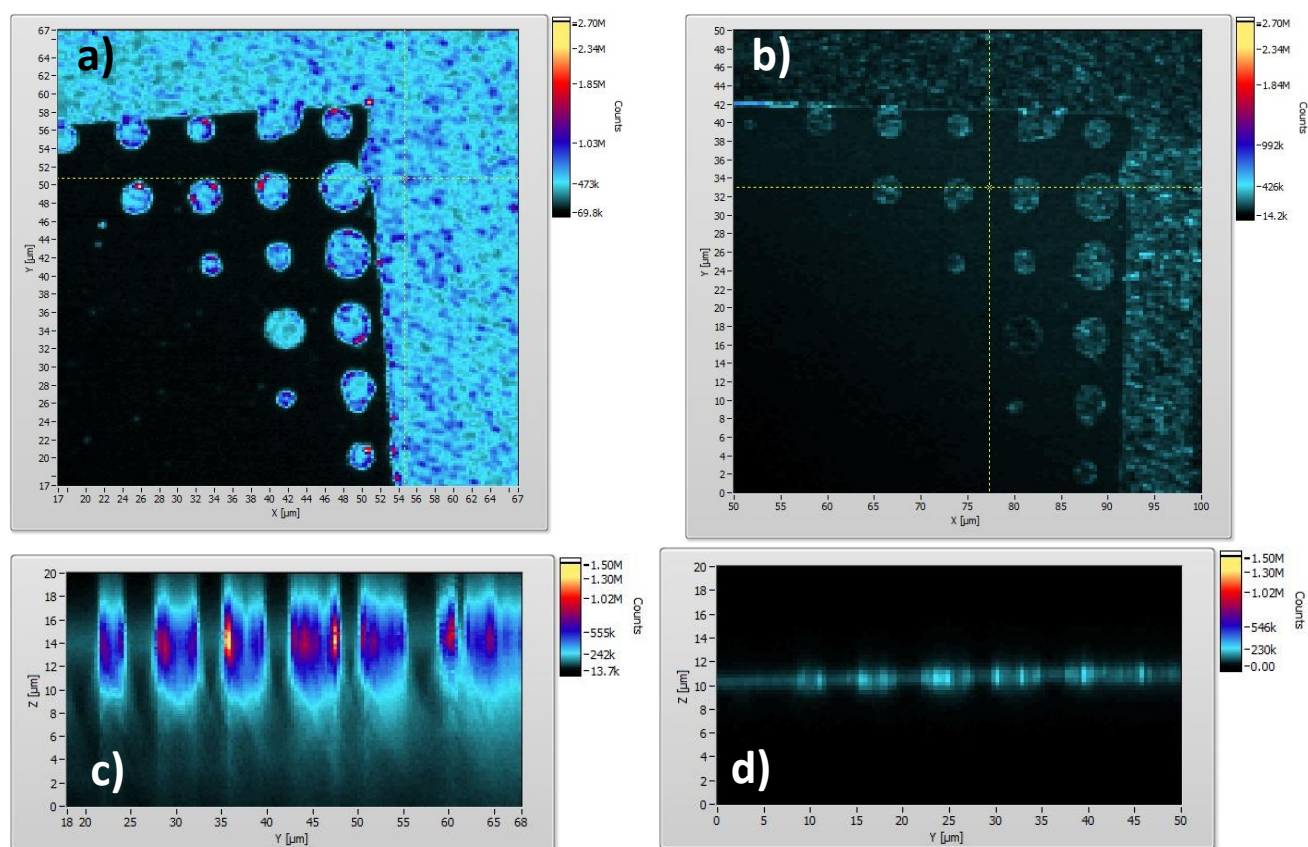 a)
67
64
62
60
58
56
54
52
50
48
46
44
42
40
38
36
34
32
30
28
26
24
22
20
17
Y [µm]
17 20 22 24 26 28 30 32 34 36 38 40 42 44 46 48 50 52 54 56 58 60 62 64 67
X [µm]
=2.70M
2.34M
1.85M
1.03M
473k
69.8k
Counts
b)
50
48
46
44
42
40
38
36
34
32
30
28
26
24
22
20
18
16
14
12
10
8
6
4
2
0
Y [µm]
50 55 60 65 70 75 80 85 90 95 100
X [µm]
=2.70M
2.34M
1.84M
992k
426k
14.2k
Counts
c)
20
18
16
14
12
10
8
6
4
2
0
Z [µm]
18 20 25 30 35 40 45 50 55 60 65 68
Y [µm]
=1.50M
1.30M
1.02M
555k
242k
13.7k
Counts
d)
20
18
16
14
12
10
8
6
4
2
0
Z [µm]
0 5 10 15 20 25 30 35 40 45 50
Y [µm]
=1.50M
1.30M
1.02M
546k
230k
0.00
Counts